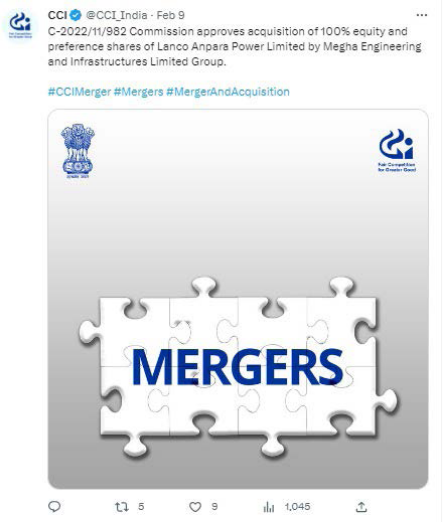 CCI @CCI_India · Feb 9
C-2022/11/982 Commission approves acquisition of 100% equity and
preference shares of Lanco Anpara Power Limited by Megha Engineering
and Infrastructures Limited Group.
#CCIMerger #Mergers #MergerAndAcquisition
Fair Competition
for Greater Good
MERGERS
5 9 1,045